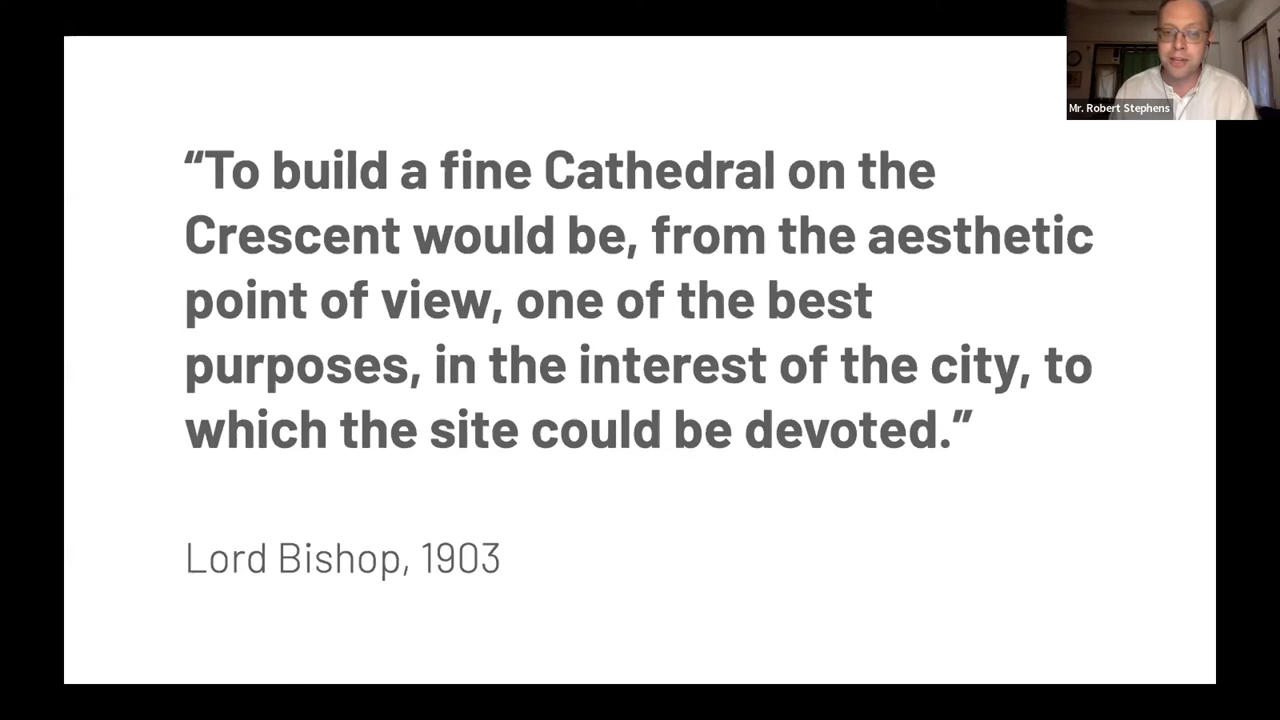 Mr. Robert Stephens
“To build a fine Cathedral on the
Crescent would be, from the aesthetic
point of view, one of the best
purposes, in the interest of the city, to
which the site could be devoted.”
Lord Bishop, 1903